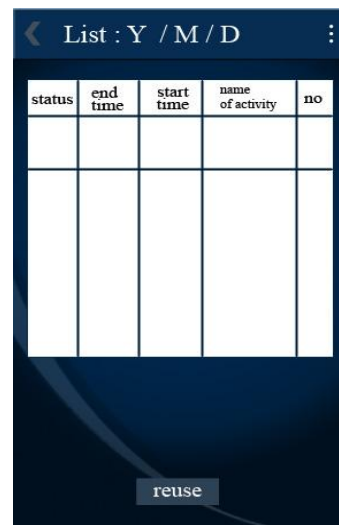 List : Y / M / D
status end time start time name of activity no
reuse